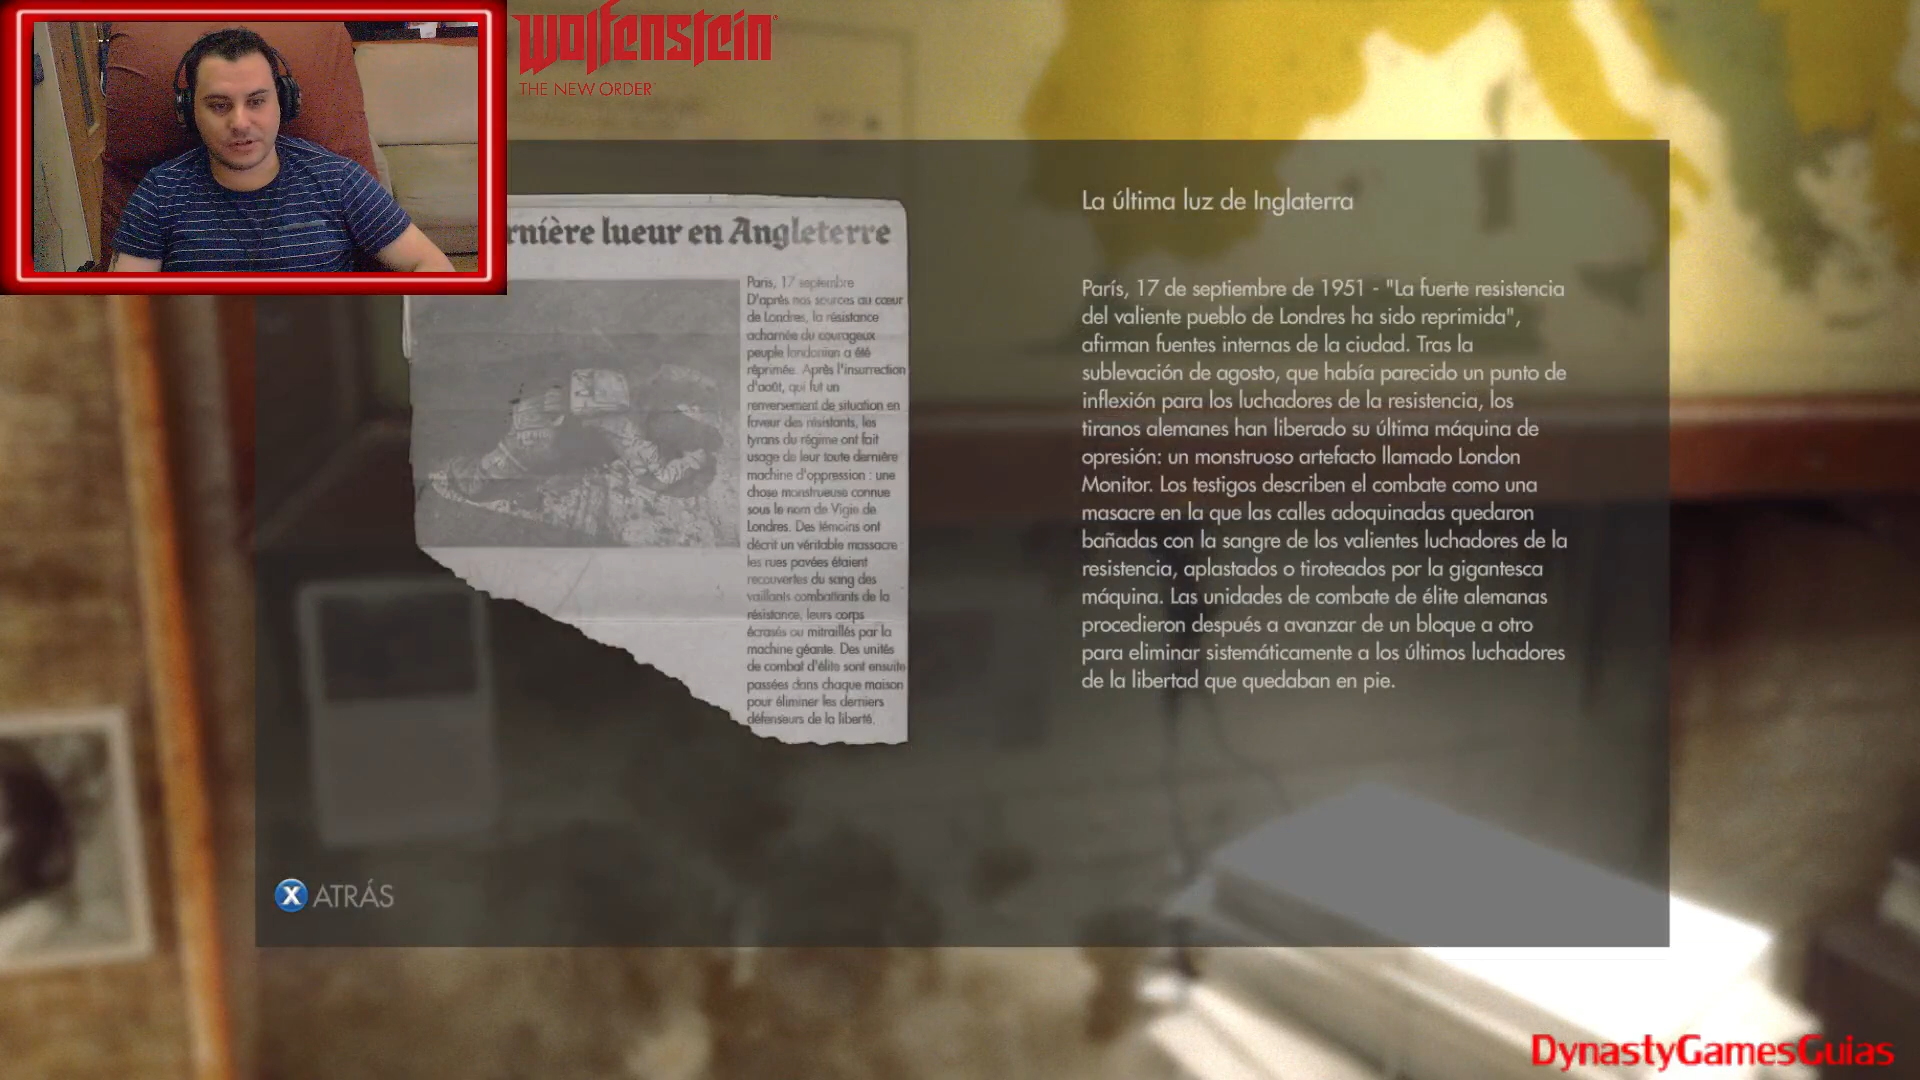 Wolfenstein
THE NEW ORDER
rnière lueur en Angleterre
Paris, 17 septembre
D'après nos sources au cœur
de Londres, la résistance
acharnée du courageux
peuple londonien a été
réprimée. Après l'insurrection
d'août, qui fut un
renversement de situation en
faveur des résistants, les
tyrans du régime ont fait
usage de leur toute dernière
machine d'oppression : une
chose monstrueuse connue
sous le nom de Vigie de
Londres. Des témoins ont
décrit un véritable massacre :
les rues pavées étaient
recouvertes du sang des
vaillants combattants de la
résistance, leurs corps
écrasés ou mitraillés par la
machine géante. Des unités
de combat d'élite sont ensuite
passées dans chaque maison
pour éliminer les derniers
défenseurs de la liberté.
La última luz de Inglaterra
París, 17 de septiembre de 1951 - "La fuerte resistencia
del valiente pueblo de Londres ha sido reprimida",
afirman fuentes internas de la ciudad. Tras la
sublevación de agosto, que había parecido un punto de
inflexión para los luchadores de la resistencia, los
tiranos alemanes han liberado su última máquina de
opresión: un monstruoso artefacto llamado London
Monitor. Los testigos describen el combate como una
masacre en la que las calles adoquinadas quedaron
bañadas con la sangre de los valientes luchadores de la
resistencia, aplastados o tiroteados por la gigantesca
máquina. Las unidades de combate de élite alemanas
procedieron después a avanzar de un bloque a otro
para eliminar sistemáticamente a los últimos luchadores
de la libertad que quedaban en pie.
X ATRÁS
DynastyGamesGuias